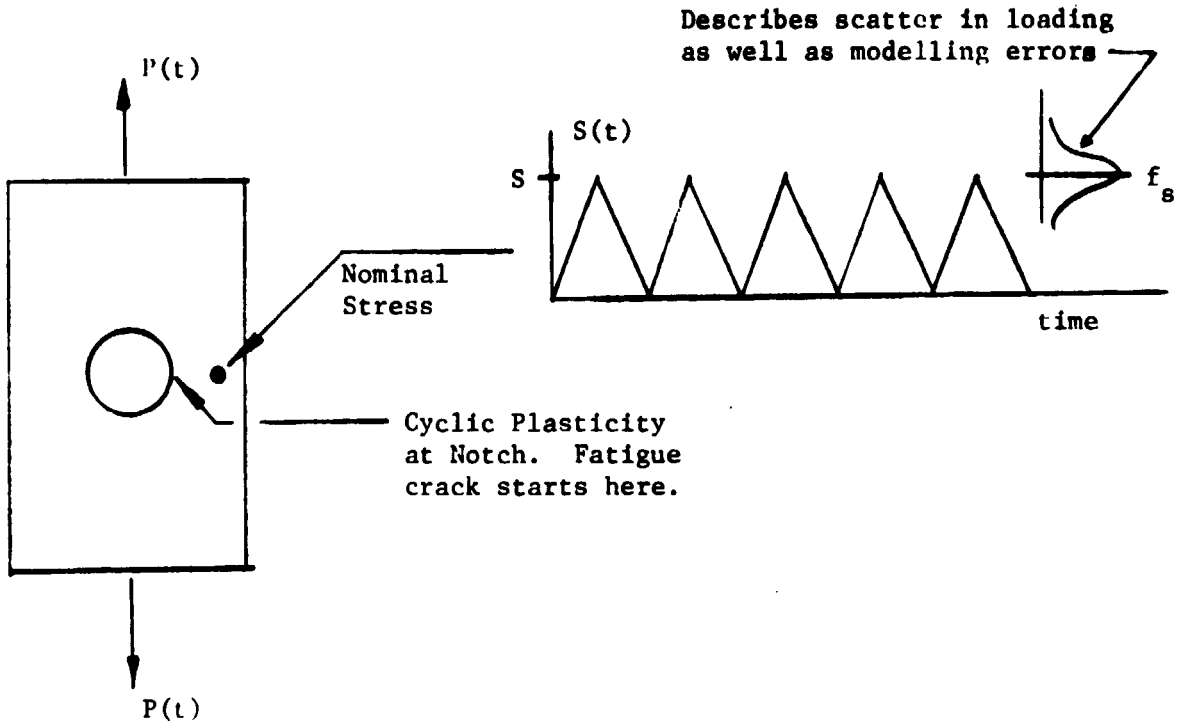 Describes scatter in loading
as well as modelling errors
P(t)
S(t)
S
f_s
Nominal
Stress
time
Cyclic Plasticity
at Notch. Fatigue
crack starts here.
P(t)